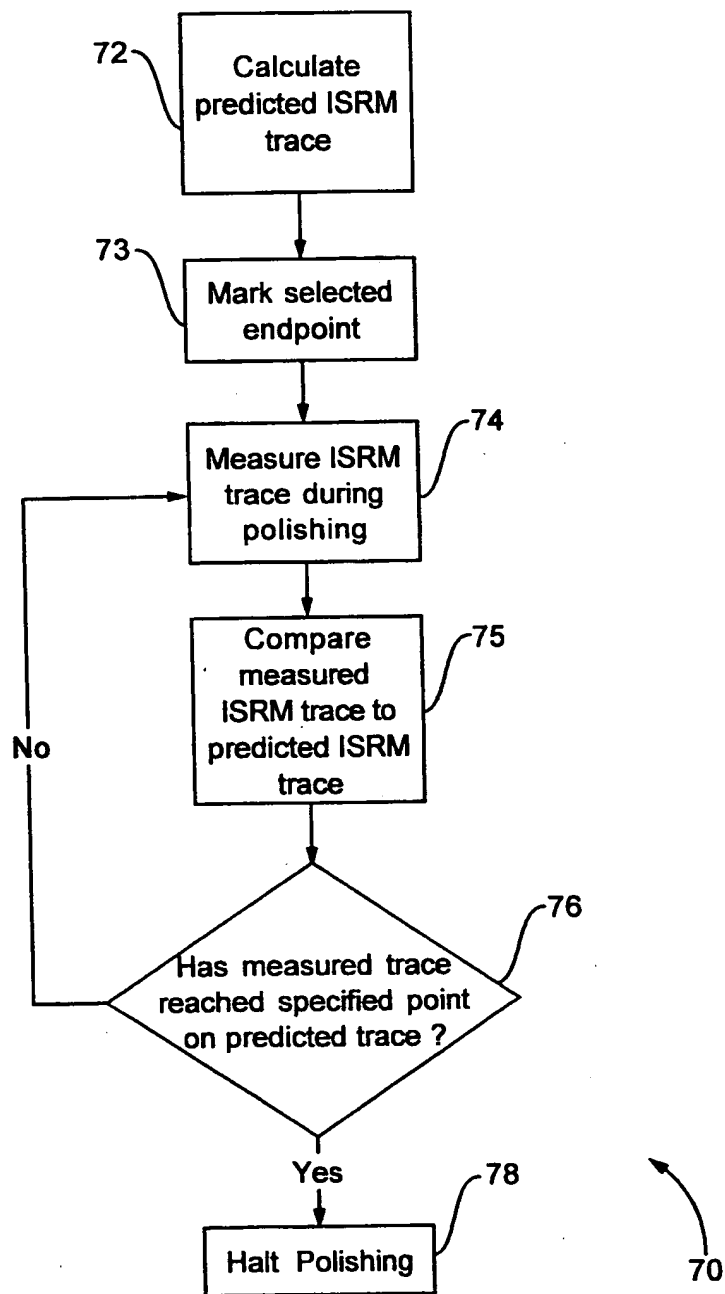 72
Calculate
predicted ISRM
trace
73
Mark selected
endpoint
74
Measure ISRM
trace during
polishing
75
Compare
measured
ISRM trace to
predicted ISRM
trace
No
76
Has measured trace
reached specified point
on predicted trace ?
Yes
78
Halt Polishing
70